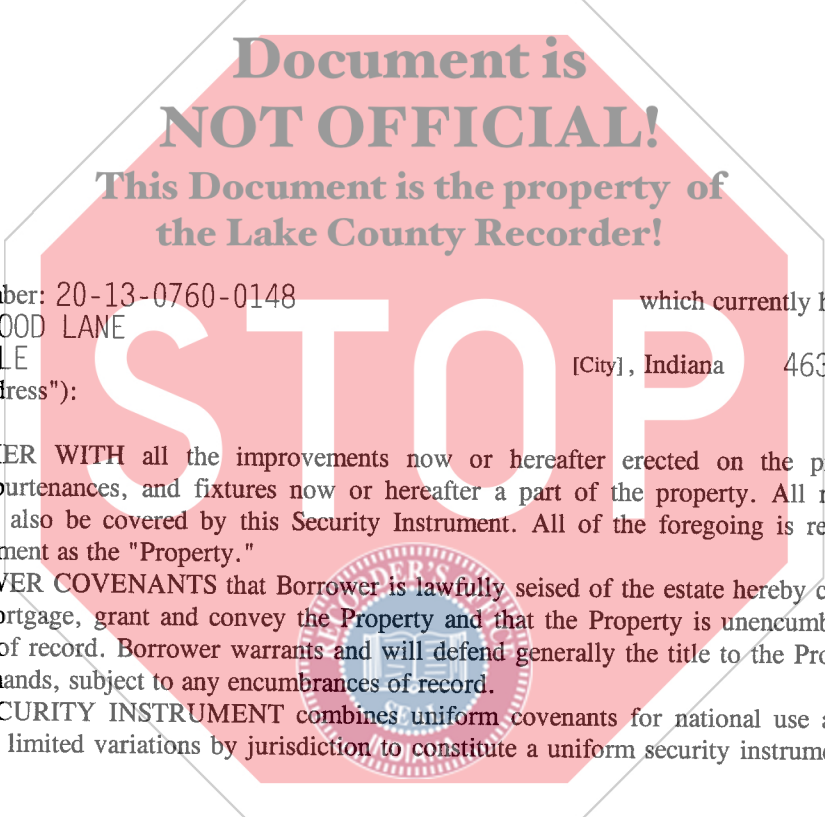 Document is
NOT OFFICIAL!
This Document is the property of
the Lake County Recorder!
ber: 20-13-0760-0148 which currently h
OOD LANE
LE [City] , Indiana 463
dress"):
STOP
ER WITH all the improvements now or hereafter erected on the p
purtenances, and fixtures now or hereafter a part of the property. All
also be covered by this Security Instrument. All of the foregoing is re
ment as the "Property."
VER COVENANTS that Borrower is lawfully seised of the estate hereby c
ortgage, grant and convey the Property and that the Property is unencumb
of record. Borrower warrants and will defend generally the title to the Pro
ands, subject to any encumbrances of record.
CURITY INSTRUMENT combines uniform covenants for national use a
limited variations by jurisdiction to constitute a uniform security instrume
SEAL